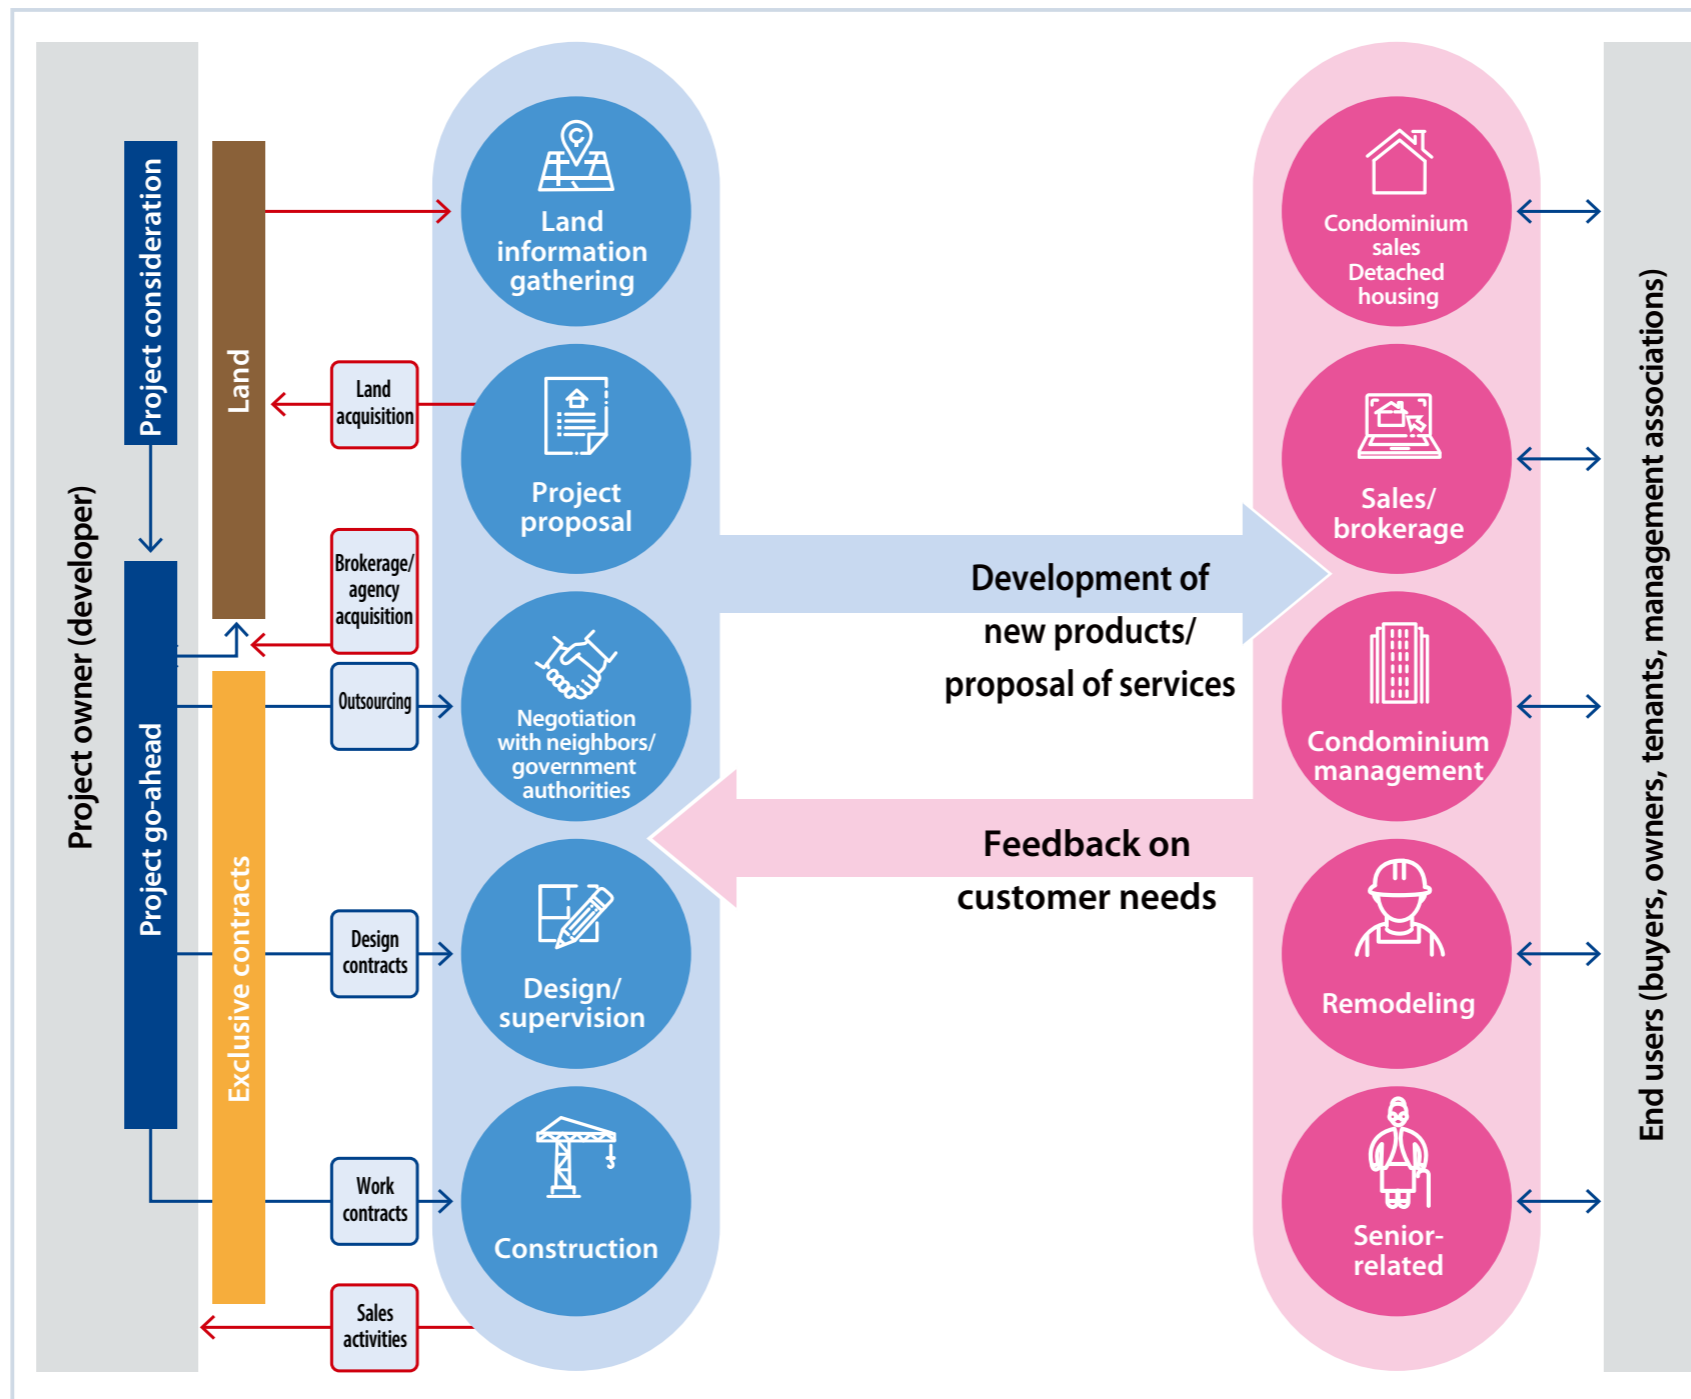 Project owner (developer)
Project consideration
Project go-ahead
Land
Exclusive contracts
Land
acquisition
Brokerage/
agency
acquisition
Outsourcing
Design
contracts
Work
contracts
Sales
activities
Land
information
gathering
Project
proposal
Negotiation
with neighbors/
government
authorities
Design/
supervision
Construction
Development of
new products/
proposal of services
Feedback on
customer needs
Condominium
sales
Detached
housing
Sales/
brokerage
Condominium
management
Remodeling
Senior-
related
End users (buyers, owners, tenants, management associations)